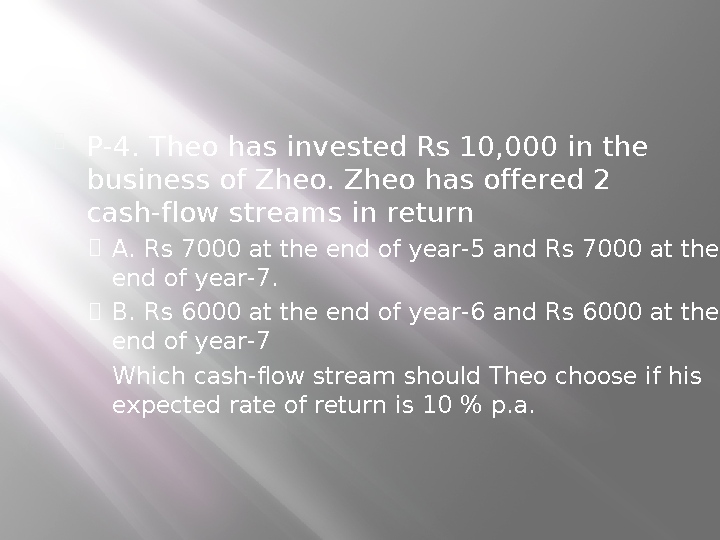 P-4. Theo has invested Rs 10,000 in the
business of Zheo. Zheo has offered 2
cash-flow streams in return
A. Rs 7000 at the end of year-5 and Rs 7000 at the
end of year-7.
B. Rs 6000 at the end of year-6 and Rs 6000 at the
end of year-7
Which cash-flow stream should Theo choose if his
expected rate of return is 10 % p.a.